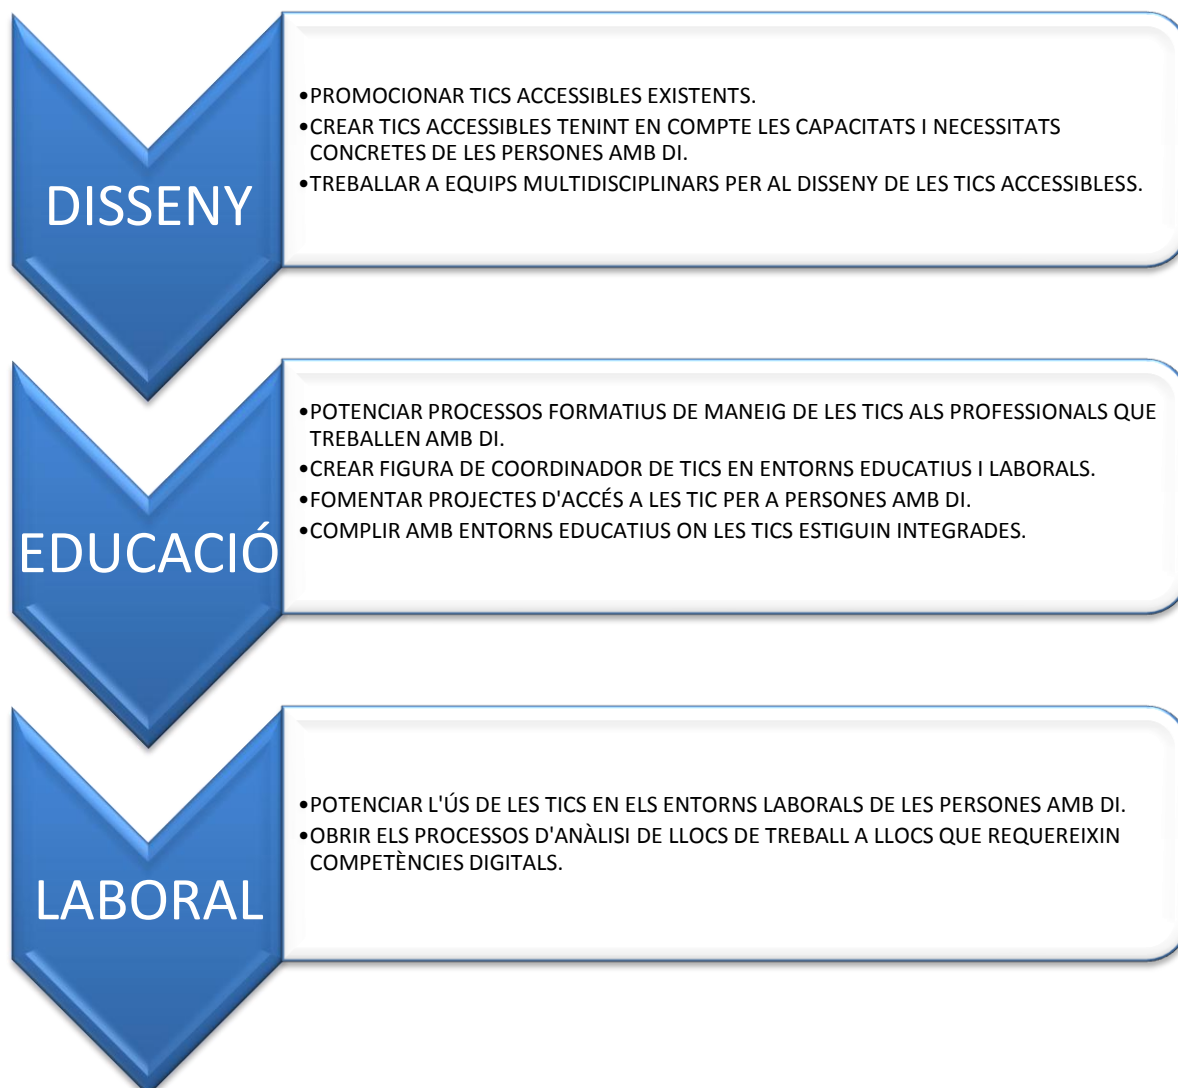 DISSENY
•PROMOCIONAR TICS ACCESSIBLES EXISTENTS.
•CREAR TICS ACCESSIBLES TENINT EN COMPTE LES CAPACITATS I NECESSITATS
CONCRETES DE LES PERSONES AMB DI.
•TREBALLAR A EQUIPS MULTIDISCIPLINARS PER AL DISSENY DE LES TICS ACCESSIBLESS.
EDUCACIÓ
•POTENCIAR PROCESSOS FORMATIUS DE MANEIG DE LES TICS ALS PROFESSIONALS QUE
TREBALLEN AMB DI.
•CREAR FIGURA DE COORDINADOR DE TICS EN ENTORNS EDUCATIUS I LABORALS.
•FOMENTAR PROJECTES D'ACCÉS A LES TIC PER A PERSONES AMB DI.
•COMPLIR AMB ENTORNS EDUCATIUS ON LES TICS ESTIGUIN INTEGRADES.
LABORAL
•POTENCIAR L'ÚS DE LES TICS EN ELS ENTORNS LABORALS DE LES PERSONES AMB DI.
•OBRIR ELS PROCESSOS D'ANÀLISI DE LLOCS DE TREBALL A LLOCS QUE REQUEREIXIN
COMPETÈNCIES DIGITALS.